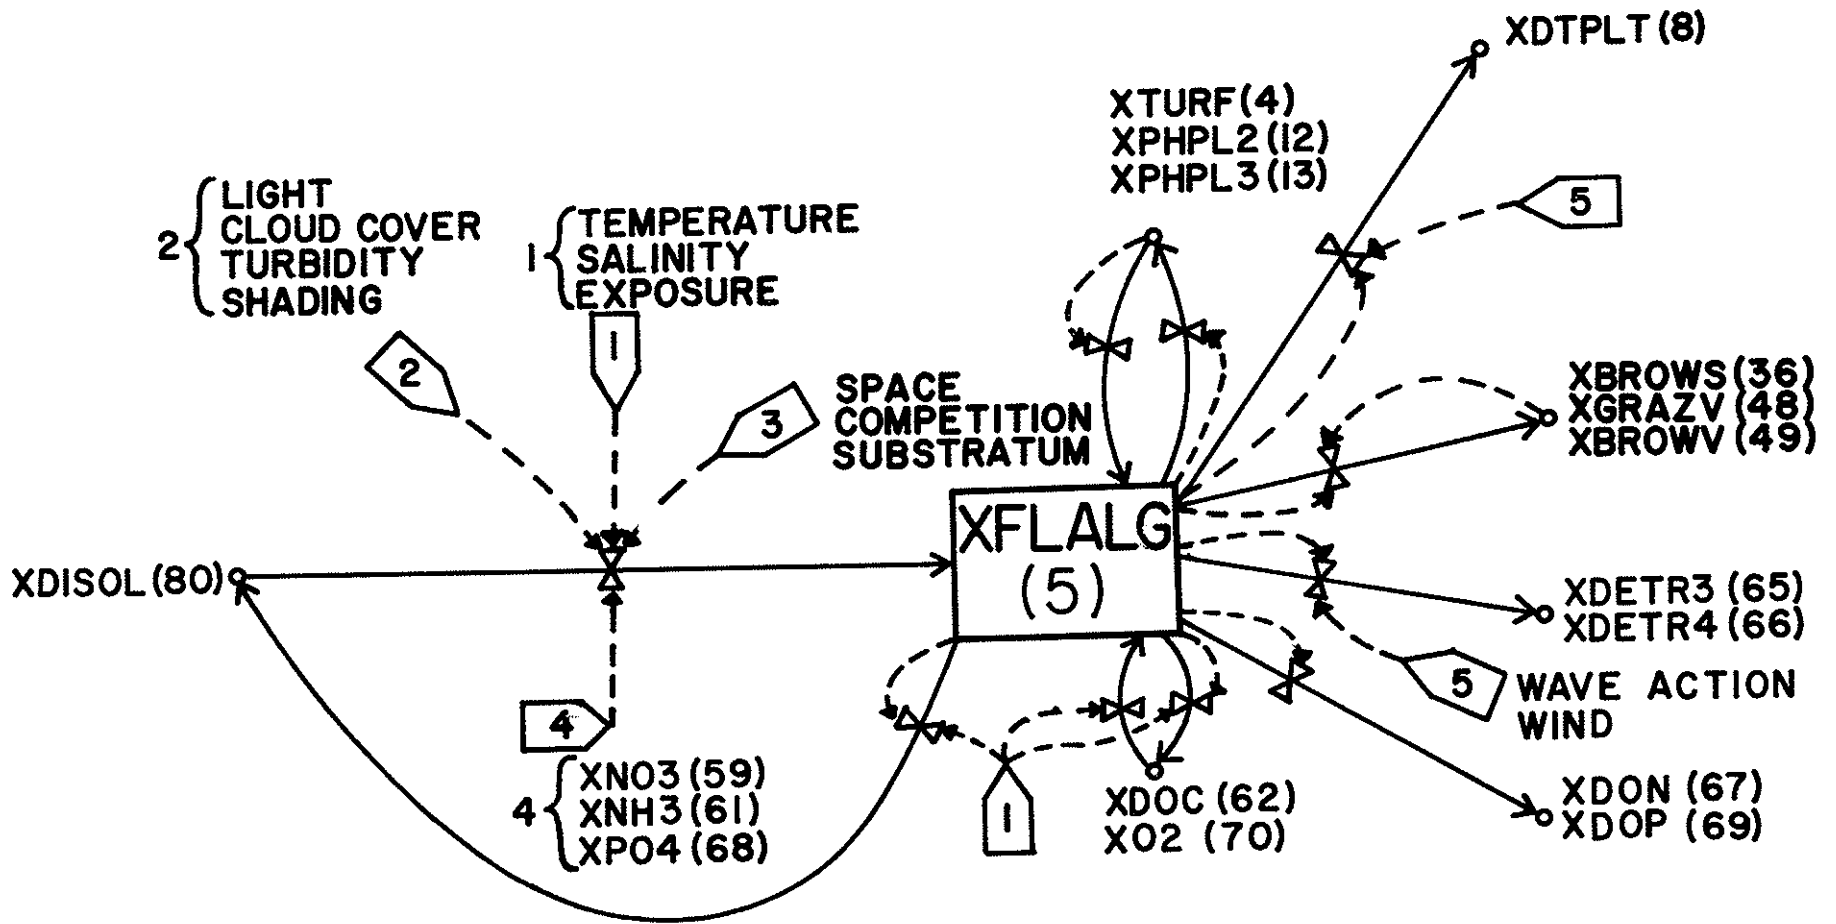 XDTPLT (8)
XTURF (4)
XPHPL2 (12)
XPHPL3 (13)
5
2
LIGHT
CLOUD COVER
TURBIDITY
SHADING
1
TEMPERATURE
SALINITY
EXPOSURE
2
1
3
SPACE
COMPETITION
SUBSTRATUM
XBROWS (36)
XGRAZV (48)
XBROWV (49)
XDISOL (80)
XFLALG
(5)
XDETR3 (65)
XDETR4 (66)
5
WAVE ACTION
WIND
4
4
XNO3 (59)
XNH3 (61)
XPO4 (68)
1
XDOC (62)
XO2 (70)
XDON (67)
XDOP (69)